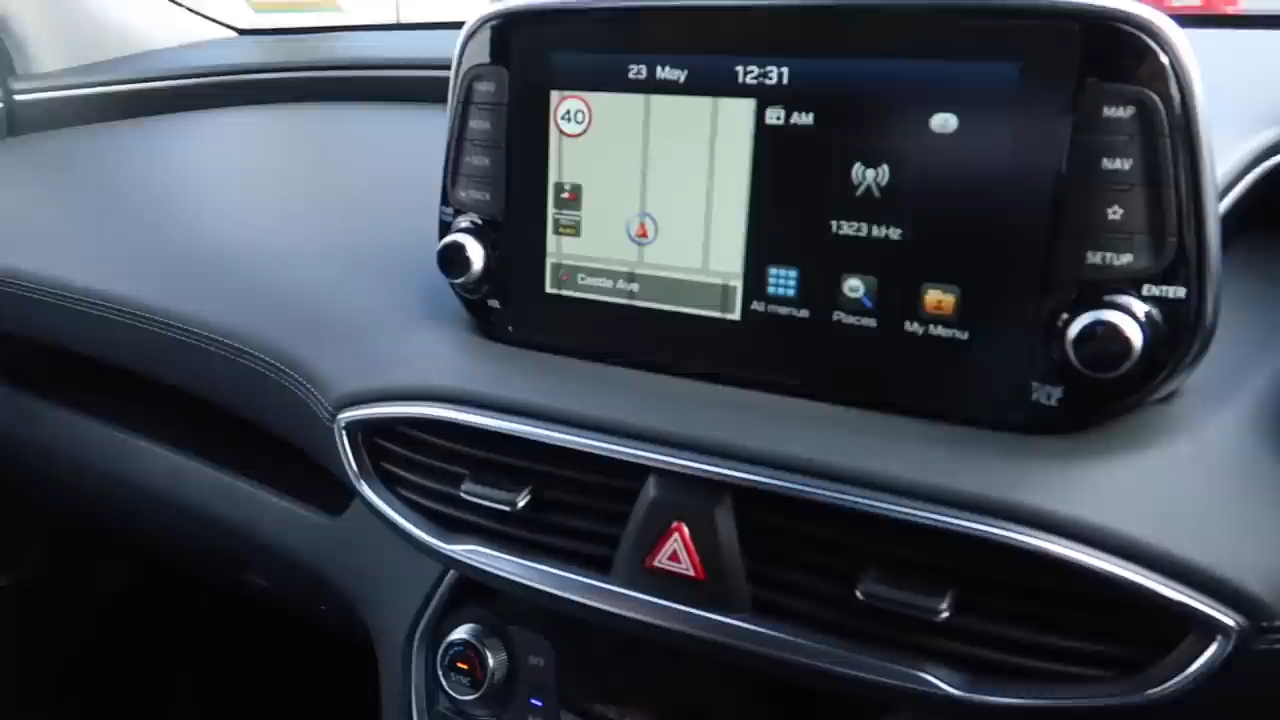 23 May 12:31
40
AM
1323 kHz
Castle Ave
All menus
Places
My Menu
MAP
NAV
SETUP
ENTER
SYNC